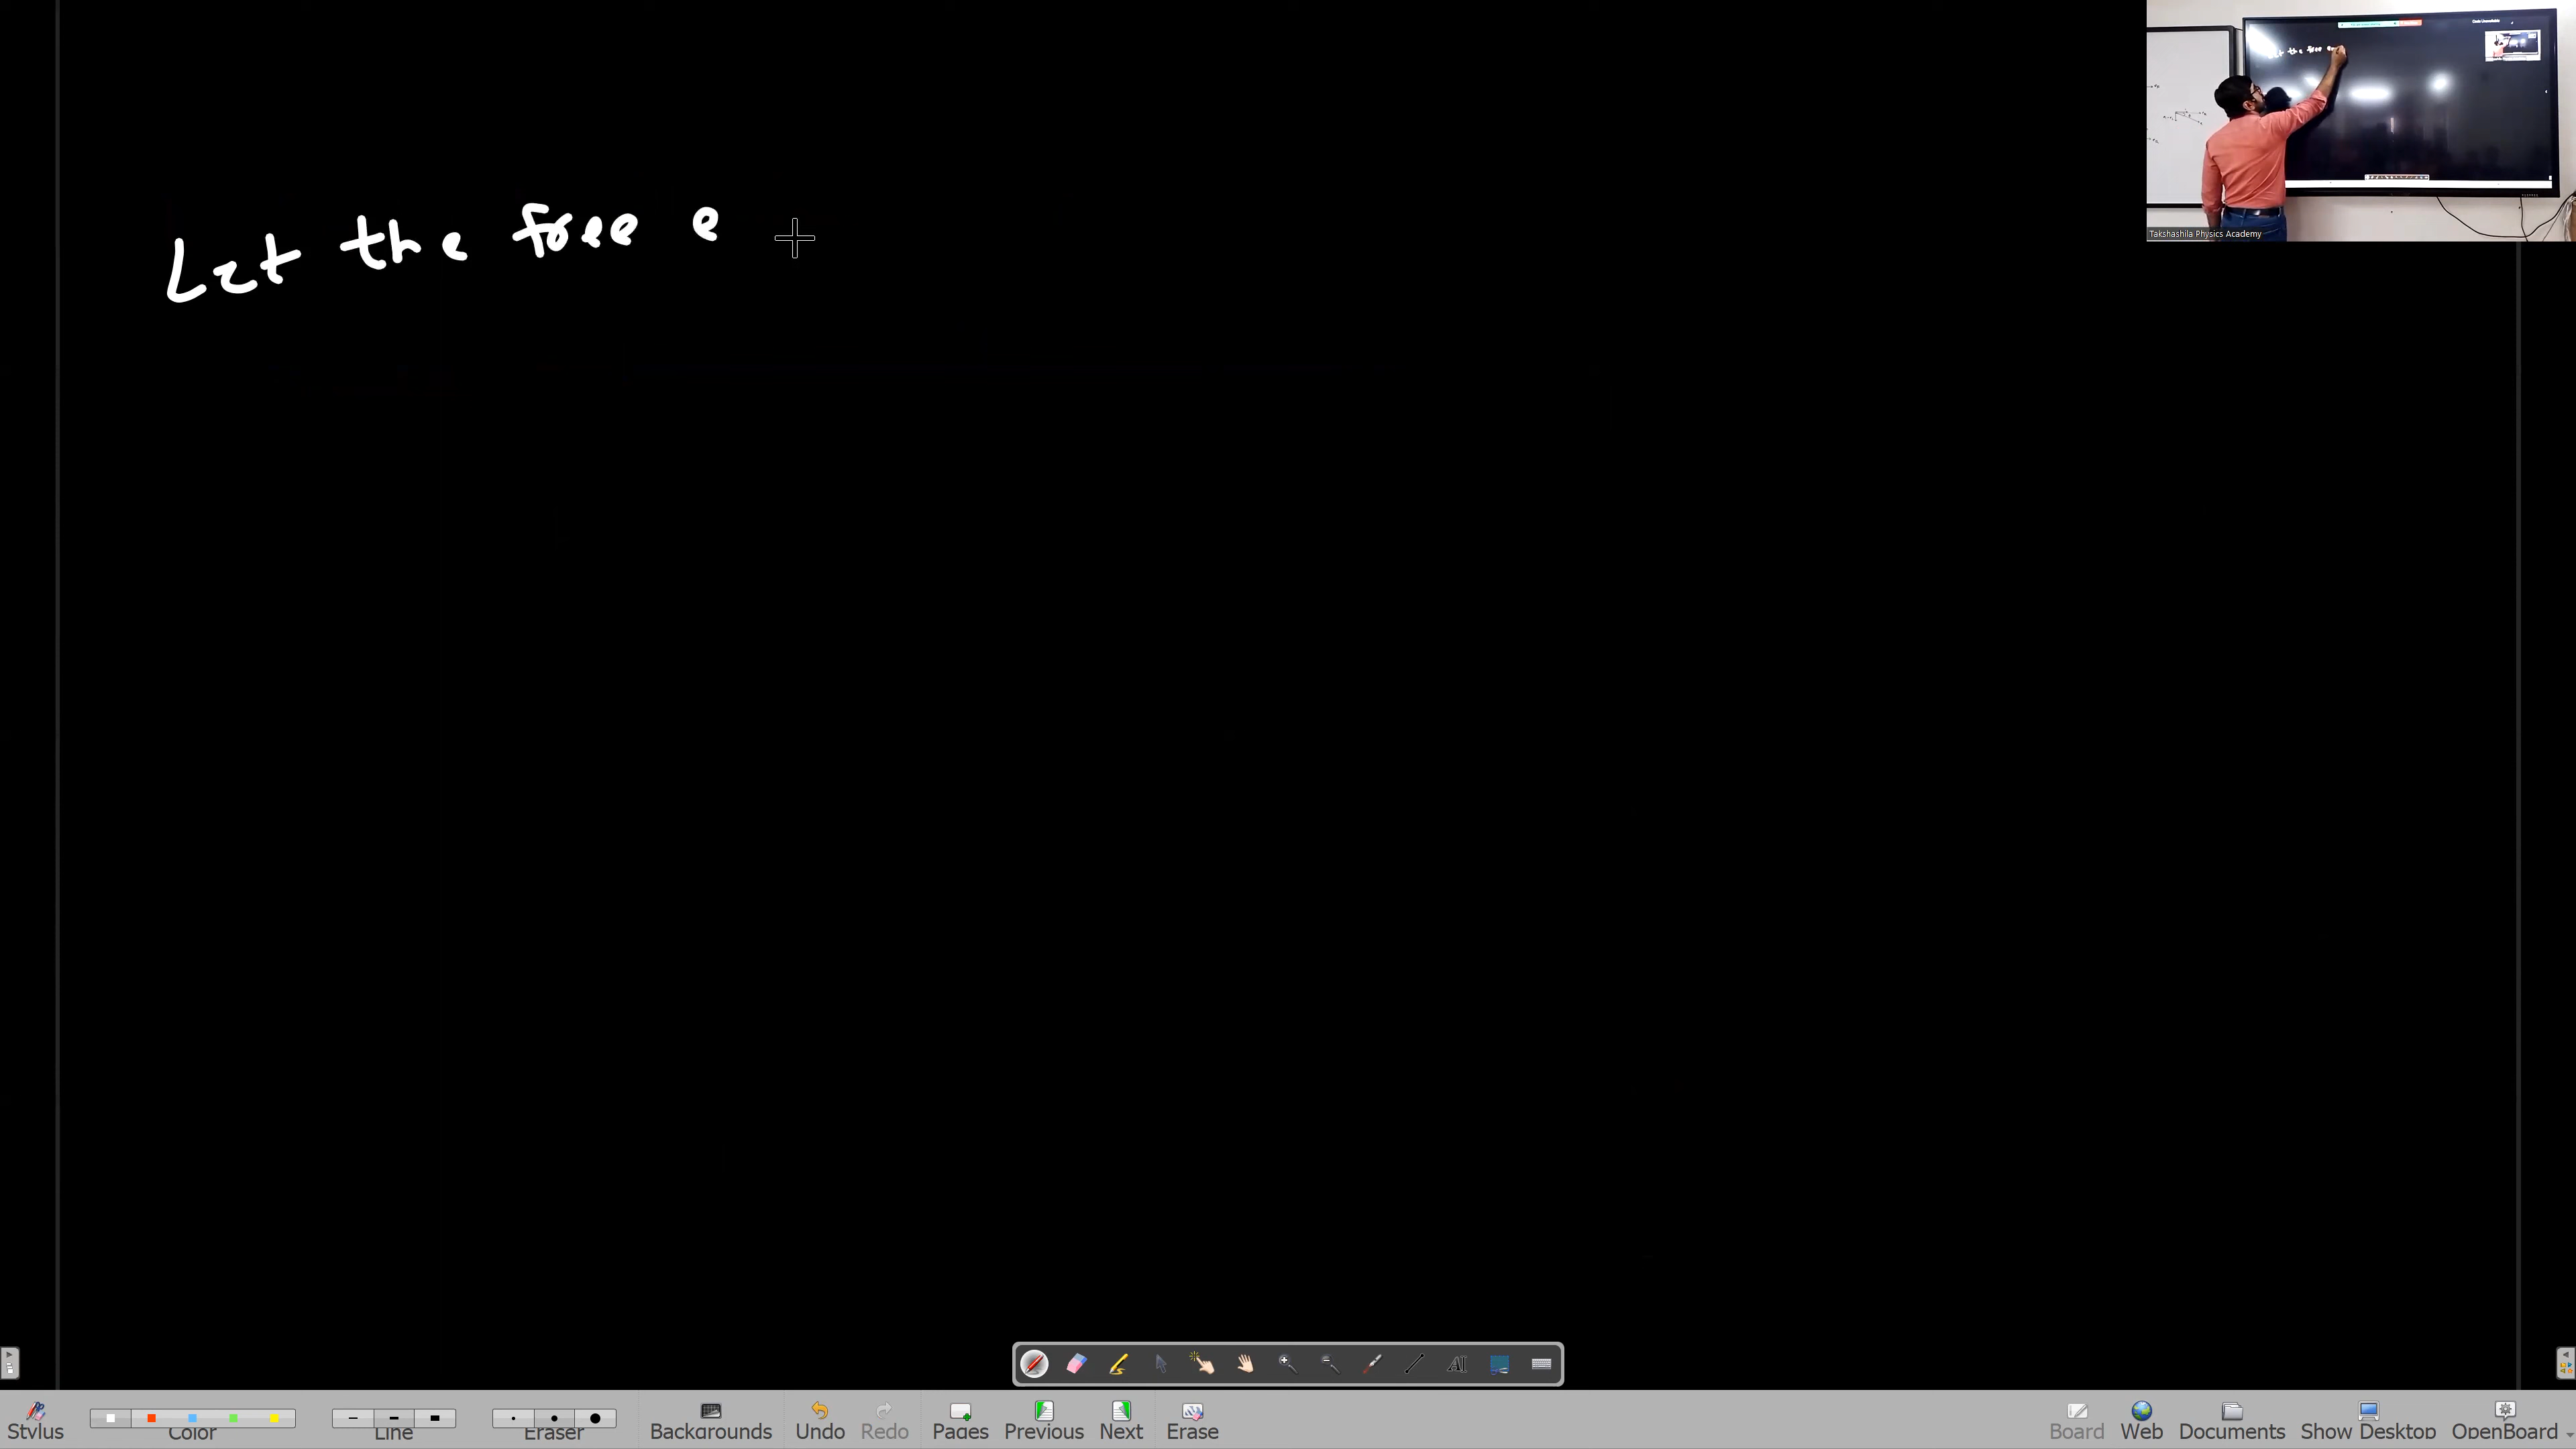 Let the free e
Takshashila Physics Academy
Stylus
Color
Line
Eraser
Backgrounds
Undo
Redo
Pages
Previous
Next
Erase
Board
Web
Documents
Show Desktop
OpenBoard